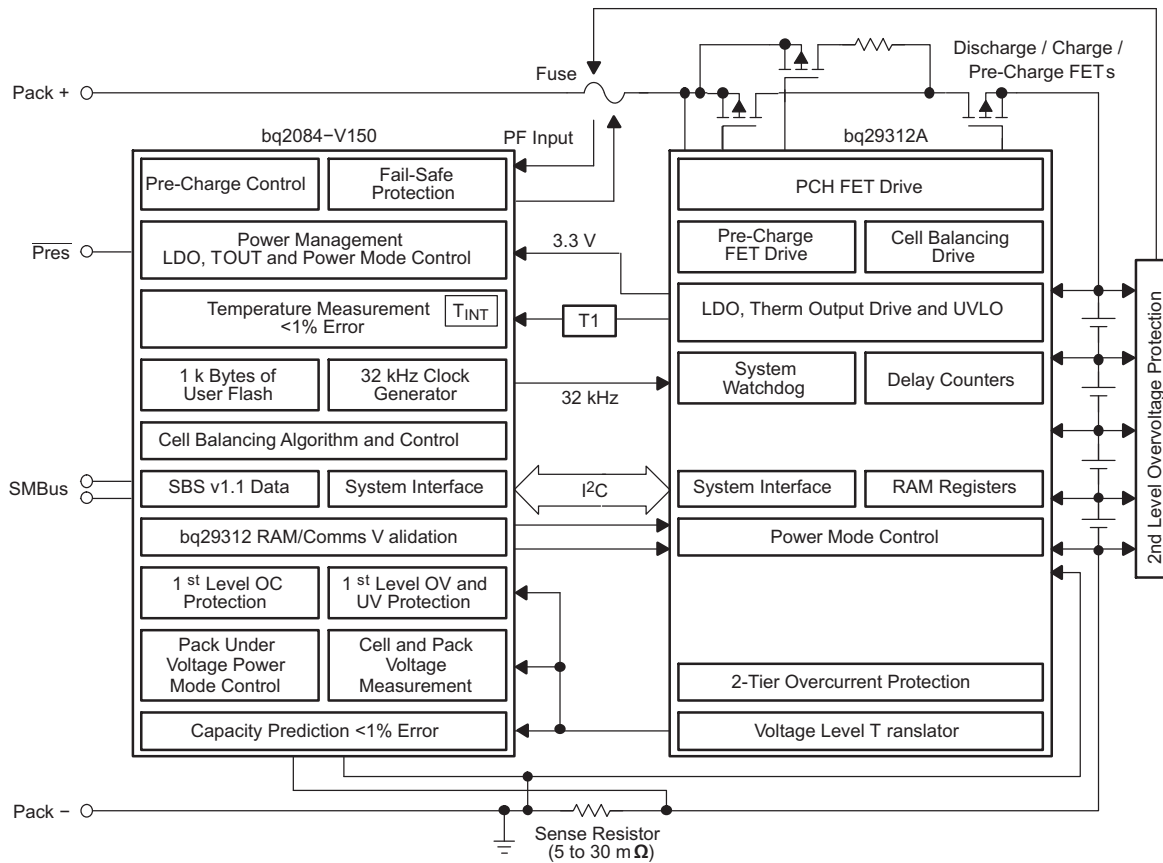 Discharge / Charge /
Pre-Charge FETs
Fuse
Pack +
bq2084−V150
PF Input
bq29312A
Pre-Charge Control
Fail-Safe
Protection
PCH FET Drive
Pres
Power Management
LDO, TOUT and Power Mode Control
3.3 V
Pre-Charge
FET Drive
Cell Balancing
Drive
Temperature Measurement
<1% Error
TINT
T1
LDO, Therm Output Drive and UVLO
1 k Bytes of
User Flash
32 kHz Clock
Generator
32 kHz
System
Watchdog
Delay Counters
2nd Level Overvoltage Protection
Cell Balancing Algorithm and Control
SMBus
SBS v1.1 Data
System Interface
I2C
System Interface
RAM Registers
bq29312 RAM/Comms V alidation
Power Mode Control
1 st Level OC
Protection
1 st Level OV and
UV Protection
Pack Under
Voltage Power
Mode Control
Cell and Pack
Voltage
Measurement
2-Tier Overcurrent Protection
Capacity Prediction <1% Error
Voltage Level T ranslator
Pack −
Sense Resistor
(5 to 30 m Ω)